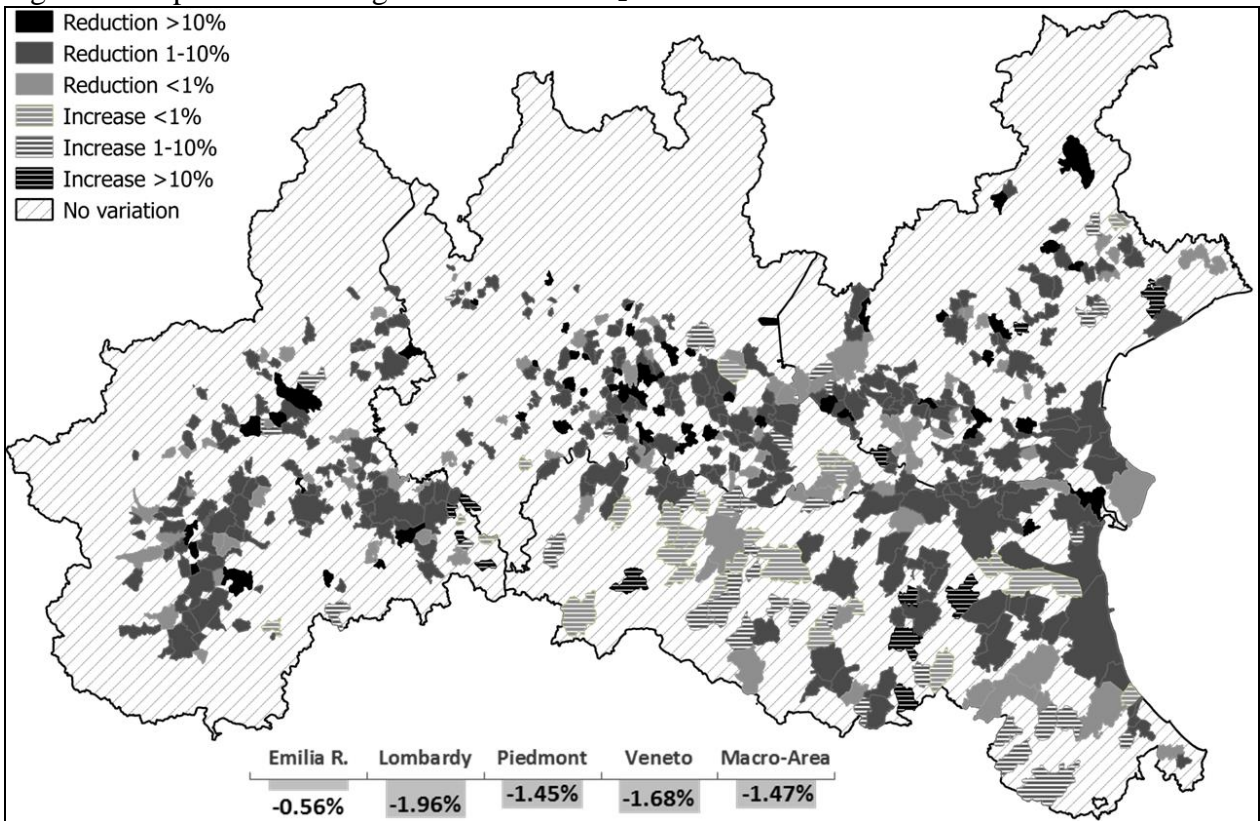 Reduction >10%
Reduction 1-10%
Reduction <1%
Increase <1%
Increase 1-10%
Increase >10%
No variation
Emilia R. Lombardy Piedmont Veneto Macro-Area
-0.56% -1.96% -1.45% -1.68% -1.47%